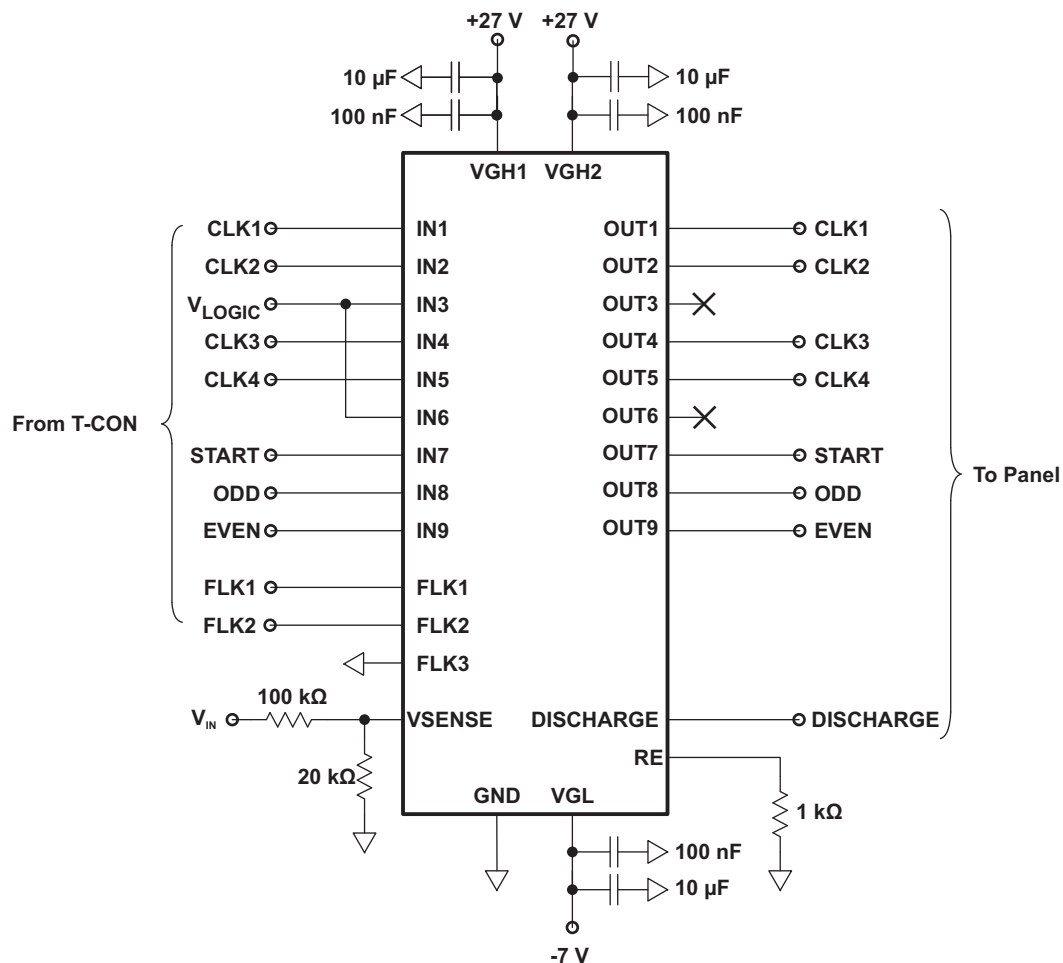 +27 V +27 V
10 µF 10 µF
100 nF 100 nF
VGH1 VGH2
CLK1 IN1 OUT1 CLK1
CLK2 IN2 OUT2 CLK2
VLOGIC IN3 OUT3
CLK3 IN4 OUT4 CLK3
CLK4 IN5 OUT5 CLK4
IN6 OUT6
From T-CON
START IN7 OUT7 START
To Panel
ODD IN8 OUT8 ODD
EVEN IN9 OUT9 EVEN
FLK1 FLK1
FLK2 FLK2
FLK3
100 kΩ
VIN VSENSE DISCHARGE DISCHARGE
RE
20 kΩ
GND VGL
1 kΩ
100 nF
10 µF
-7 V